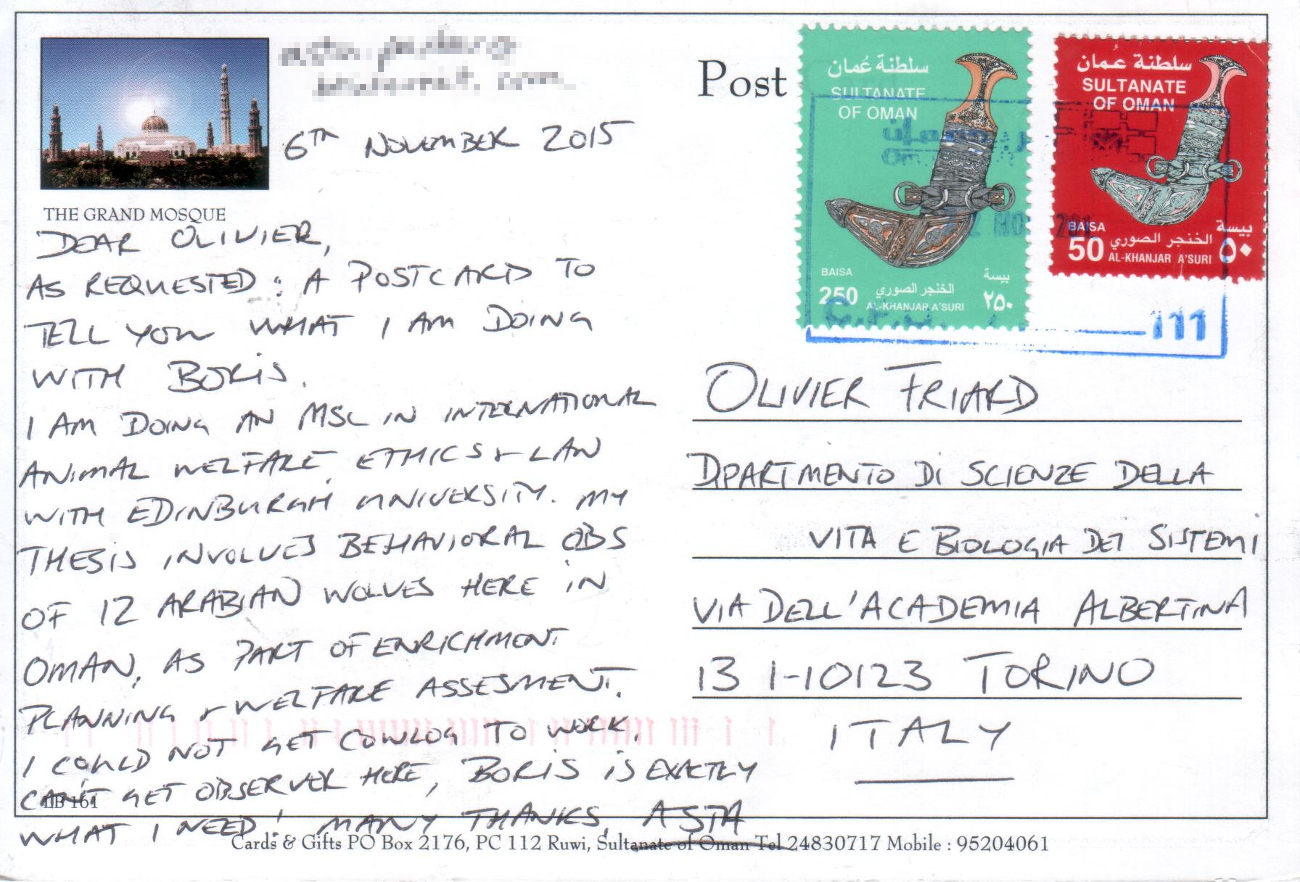 6TH NOVEMBER 2015
THE GRAND MOSQUE
DEAR OLIVIER,
AS REQUESTED: A POSTCARD TO
TELL YOU WHAT I AM DOING
WITH BORIS.
I AM DOING AN MSC IN INTERNATIONAL
ANIMAL WELFARE ETHICS & LAW
WITH EDINBURGH UNIVERSITY. MY
THESIS INVOLVES BEHAVIORAL OBS
OF 12 ARABIAN WOLVES HERE IN
OMAN, AS PART OF ENRICHMENT
PLANNING & WELFARE ASSESMENT.
I COULD NOT GET COWLOG TO WORK.
CAN'T GET OBSERVER HERE, BORIS IS EXACTLY
WHAT I NEED! MANY THANKS, ASTA
Post
سلطنة عُمان
SULTANATE
OF OMAN
BAISA
250
بيسة
٢٥٠
الخنجر الصوري
AL-KHANJAR A'SURI
سلطنة عمان
SULTANATE
OF OMAN
BAISA
50
بيسة
٥٠
الخنجر الصوري
AL-KHANJAR A'SURI
111
OLIVIER FRIARD
DPARTMENTO DI SCIENZE DELLA
VITA E BIOLOGIA DEI SISTEMI
VIA DELL'ACADEMIA ALBERTINA
13 I-10123 TORINO
ITALY
161
Cards & Gifts PO Box 2176, PC 112 Ruwi, Sultanate of Oman Tel 24830717 Mobile : 95204061